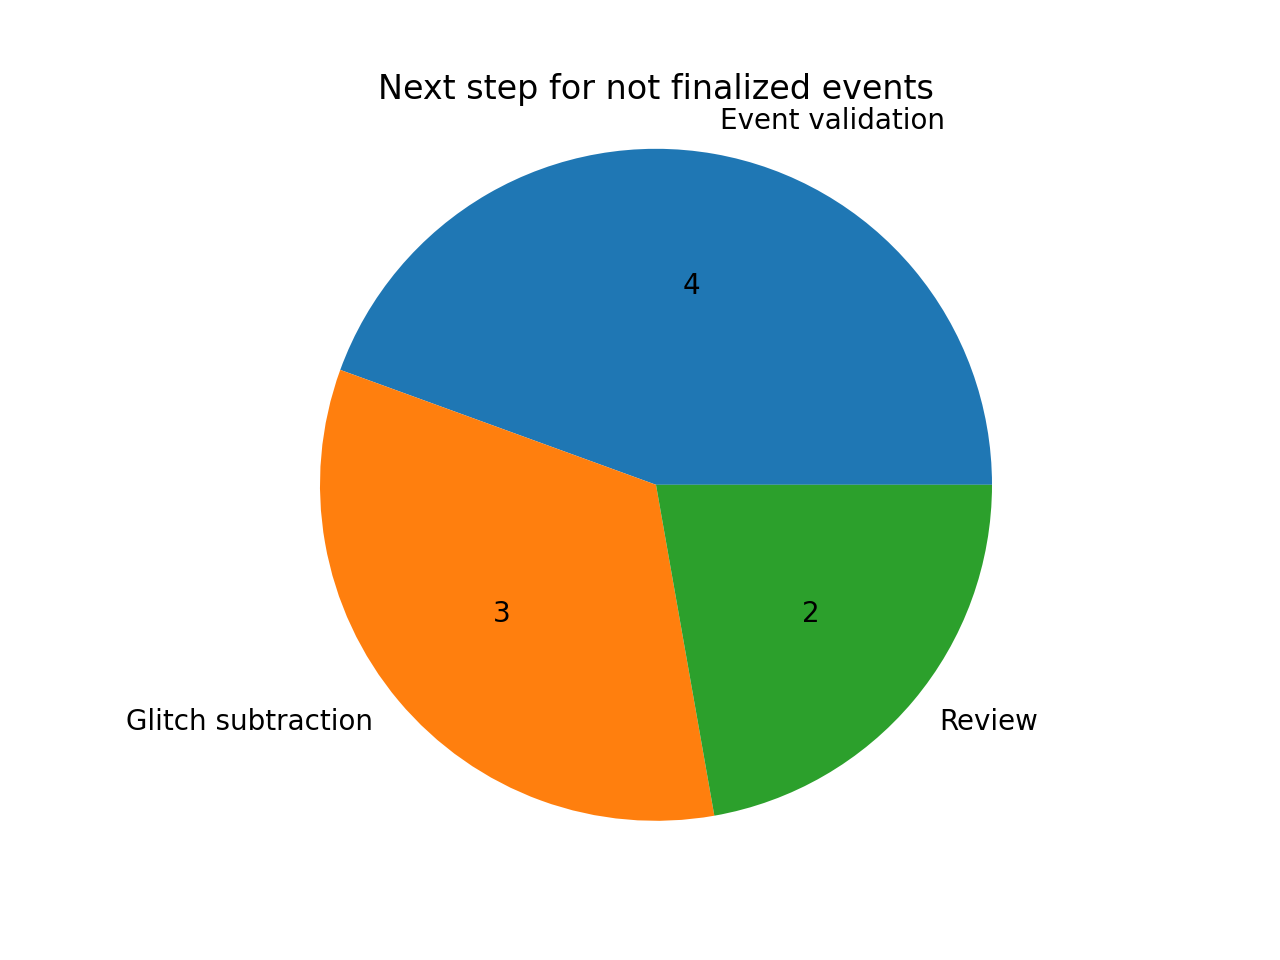 Next step for not finalized events
Event validation
4
3
2
Glitch subtraction
Review